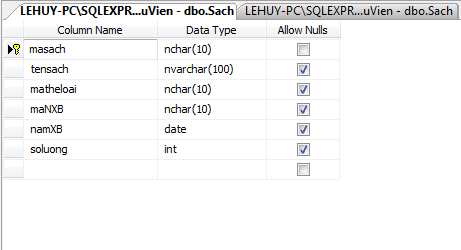 LEHUY-PC\SQLEXPR...uVien - dbo.Sach LEHUY-PC\SQLEXPR...uVien - dbo.Sach
Column Name Data Type Allow Nulls
masach nchar(10)
tensach nvarchar(100)
matheloai nchar(10)
maNXB nchar(10)
namXB date
soluong int